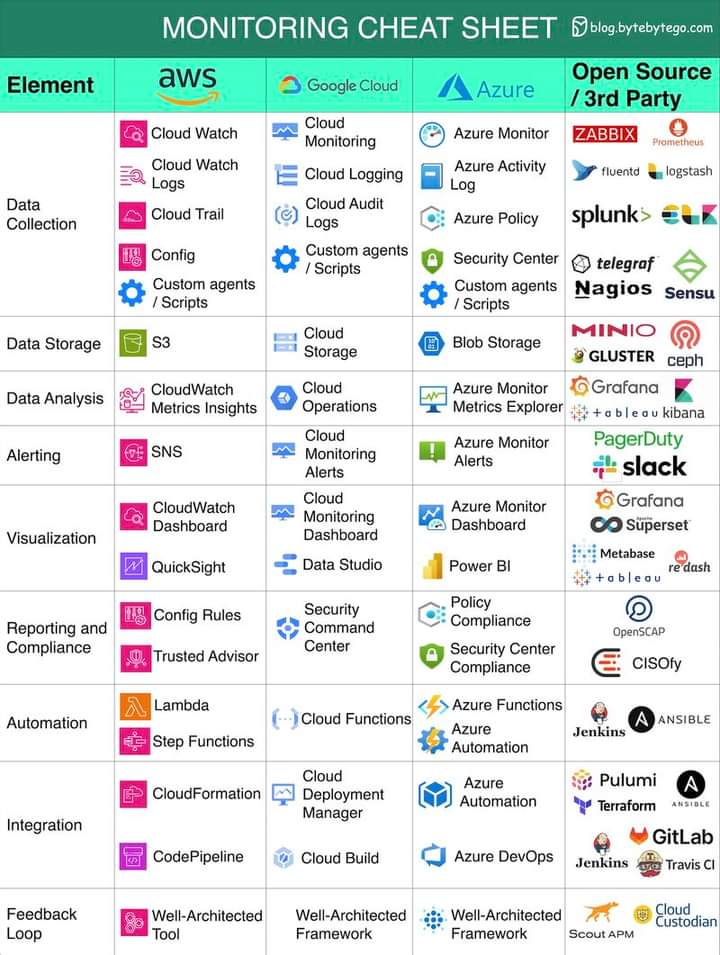 MONITORING CHEAT SHEET
blog.bytebytego.com
Element
aws
Google Cloud
Azure
Open Source
/ 3rd Party
Data
Collection
Cloud Watch
Cloud Watch
Logs
Cloud Trail
Config
Custom agents
/ Scripts
Cloud
Monitoring
Cloud Logging
Cloud Audit
Logs
Custom agents
/ Scripts
Azure Monitor
Azure Activity
Log
Azure Policy
Security Center
Custom agents
/ Scripts
ZABBIX
Prometheus
fluentd
logstash
splunk>
telegraf
Nagios
Sensu
Data Storage
S3
Cloud
Storage
Blob Storage
MINIO
GLUSTER
ceph
Data Analysis
CloudWatch
Metrics Insights
Cloud
Operations
Azure Monitor
Metrics Explorer
Grafana
+ableau
kibana
Alerting
SNS
Cloud
Monitoring
Alerts
Azure Monitor
Alerts
PagerDuty
slack
Visualization
CloudWatch
Dashboard
QuickSight
Cloud
Monitoring
Dashboard
Data Studio
Azure Monitor
Dashboard
Power BI
Grafana
Superset
Metabase
re:dash
+ableau
Reporting and
Compliance
Config Rules
Trusted Advisor
Security
Command
Center
Policy
Compliance
Security Center
Compliance
OpenSCAP
CISOfy
Automation
Lambda
Step Functions
Cloud Functions
Azure Functions
Azure
Automation
Jenkins
ANSIBLE
Integration
CloudFormation
CodePipeline
Cloud
Deployment
Manager
Cloud Build
Azure
Automation
Azure DevOps
Pulumi
Terraform
ANSIBLE
GitLab
Jenkins
Travis CI
Feedback
Loop
Well-Architected
Tool
Well-Architected
Framework
Well-Architected
Framework
Scout APM
Cloud
Custodian